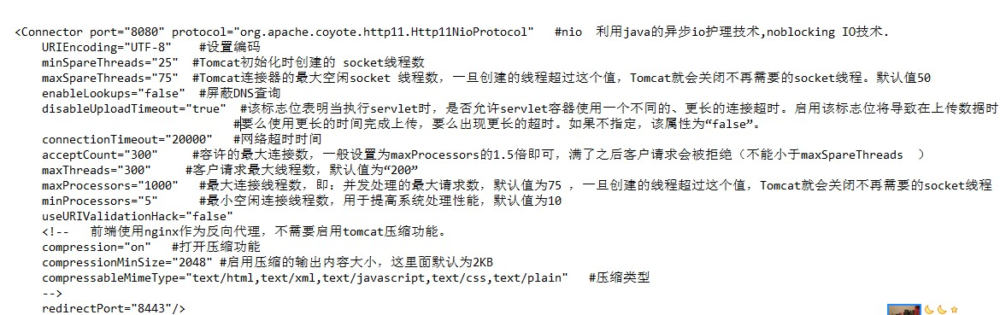 <Connector port="8080" protocol="org.apache.coyote.http11.Http11NioProtocol"   #nio  利用java的异步io护理技术,noblocking IO技术.
    URIEncoding="UTF-8"    #设置编码
    minSpareThreads="25"  #Tomcat初始化时创建的 socket线程数
    maxSpareThreads="75"  #Tomcat连接器的最大空闲socket 线程数，一旦创建的线程超过这个值，Tomcat就会关闭不再需要的socket线程。默认值50
    enableLookups="false"  #屏蔽DNS查询
    disableUploadTimeout="true"  #该标志位表明当执行servlet时，是否允许servlet容器使用一个不同的、更长的连接超时。启用该标志位将导致在上传数据时
                                #要么使用更长的时间完成上传，要么出现更长的超时。如果不指定，该属性为“false”。
    connectionTimeout="20000"   #网络超时时间
    acceptCount="300"     #容许的最大连接数，一般设置为maxProcessors的1.5倍即可，满了之后客户请求会被拒绝（不能小于maxSpareThreads  ）
    maxThreads="300"     #客户请求最大线程数，默认值为“200”
    maxProcessors="1000"   #最大连接线程数，即：并发处理的最大请求数，默认值为75 ，一旦创建的线程超过这个值，Tomcat就会关闭不再需要的socket线程
    minProcessors="5"      #最小空闲连接线程数，用于提高系统处理性能，默认值为10
    useURIValidationHack="false"
    <!--   前端使用nginx作为反向代理，不需要启用tomcat压缩功能。
    compression="on"   #打开压缩功能
    compressionMinSize="2048" #启用压缩的输出内容大小，这里面默认为2KB
    compressableMimeType="text/html,text/xml,text/javascript,text/css,text/plain"   #压缩类型
    -->
    redirectPort="8443"/>